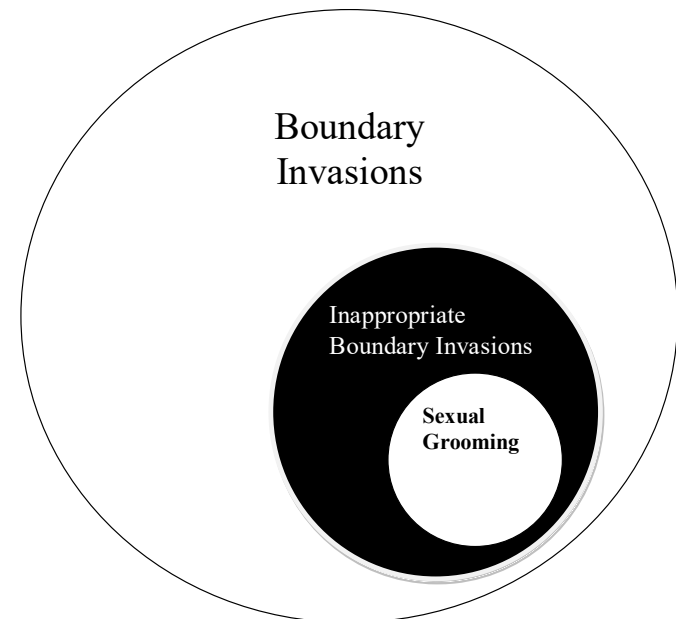 Boundary
Invasions
Inappropriate
Boundary Invasions
Sexual
Grooming